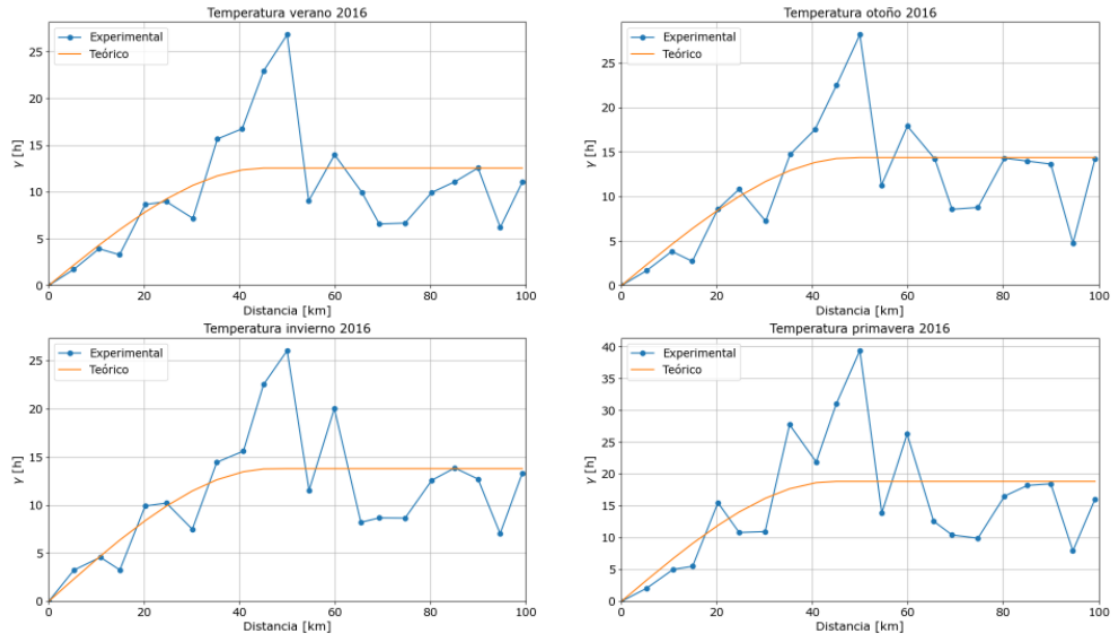 Temperatura verano 2016
Experimental
Teórico
γ [h]
25
20
15
10
5
0
0 20 40 60 80 100
Distancia [km]
Temperatura otoño 2016
Experimental
Teórico
γ [h]
25
20
15
10
5
0
0 20 40 60 80 100
Distancia [km]
Temperatura invierno 2016
Experimental
Teórico
γ [h]
25
20
15
10
5
0
0 20 40 60 80 100
Distancia [km]
Temperatura primavera 2016
Experimental
Teórico
γ [h]
40
35
30
25
20
15
10
5
0
0 20 40 60 80 100
Distancia [km]